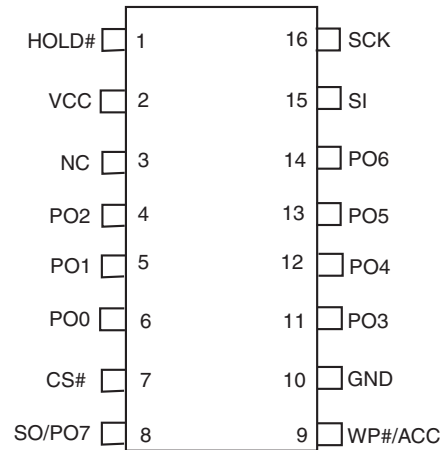 HOLD# 1 16 SCK
VCC 2 15 SI
NC 3 14 PO6
PO2 4 13 PO5
PO1 5 12 PO4
PO0 6 11 PO3
CS# 7 10 GND
SO/PO7 8 9 WP#/ACC